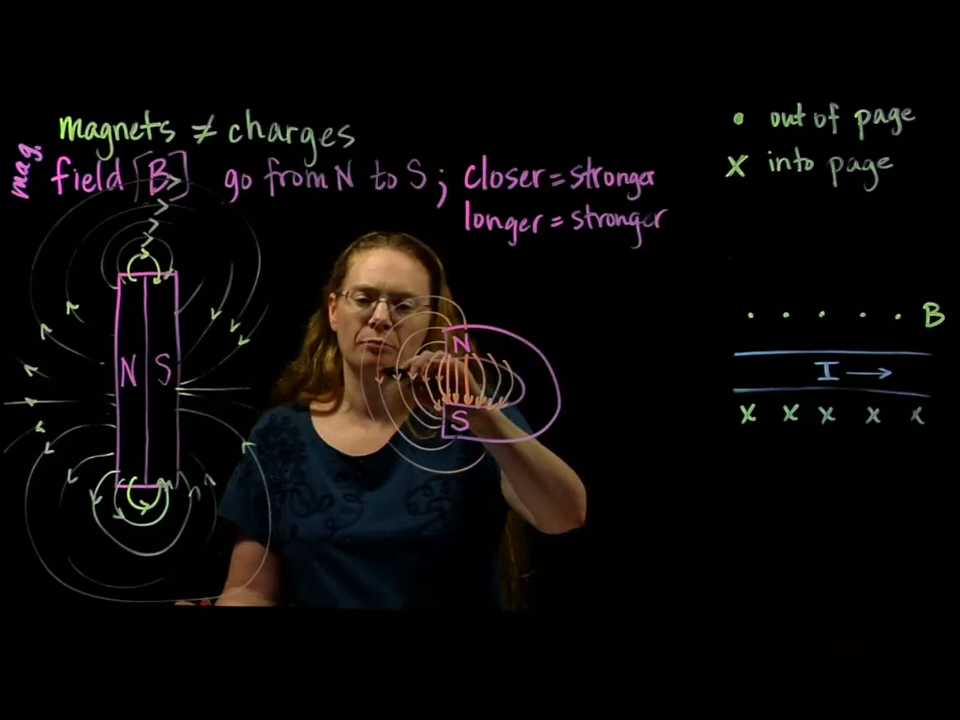 magnets ≠ charges
mag. field [B] go from N to S; closer = stronger
longer = stronger
N S
N
S
• out of page
x into page
. . . . . B
I →
x x x x x